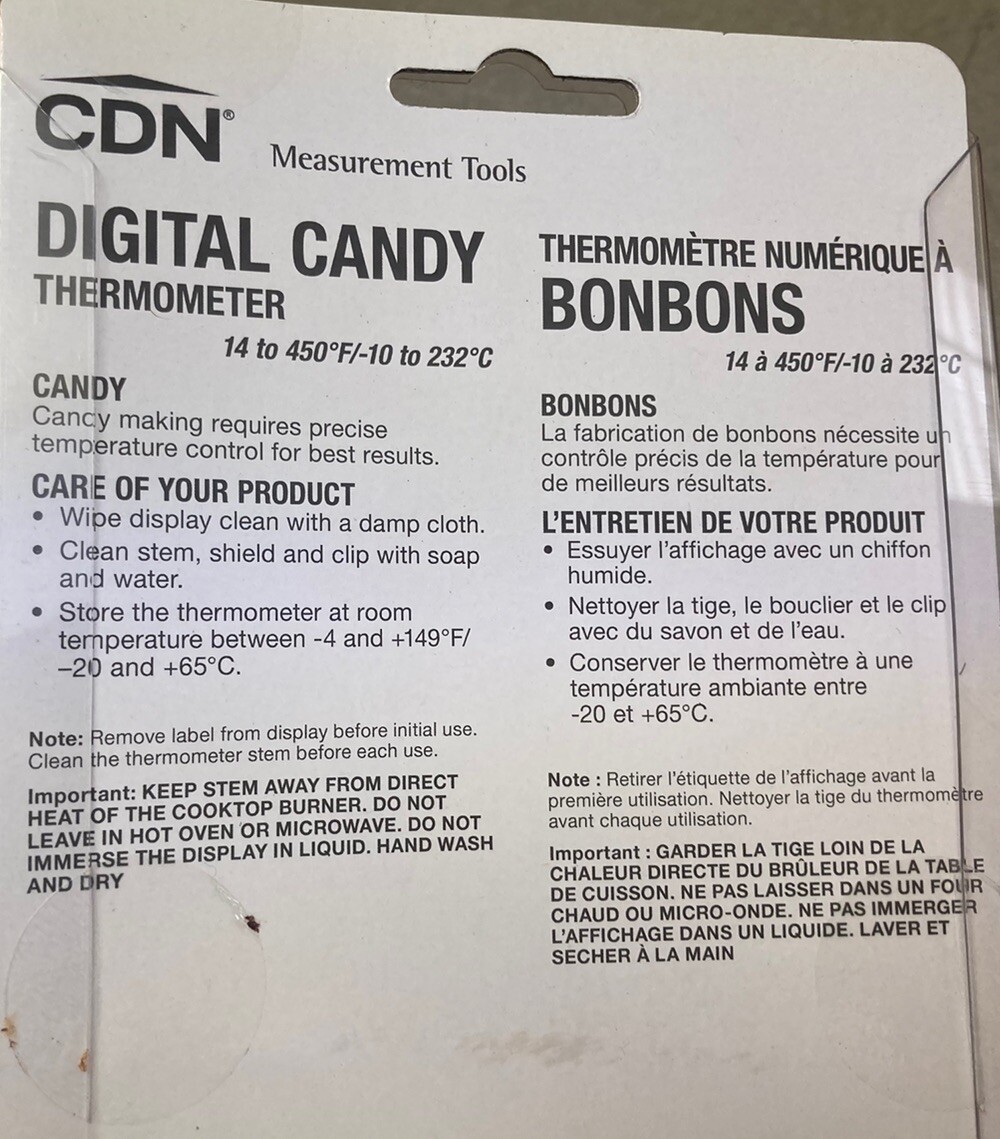 CDN®
Measurement Tools
DIGITAL CANDY
THERMOMETER
14 to 450°F/-10 to 232°C
CANDY
Candy making requires precise
temperature control for best results.
CARE OF YOUR PRODUCT
• Wipe display clean with a damp cloth.
• Clean stem, shield and clip with soap
and water.
• Store the thermometer at room
temperature between -4 and +149°F/
–20 and +65°C.
Note: Remove label from display before initial use.
Clean the thermometer stem before each use.
Important: KEEP STEM AWAY FROM DIRECT
HEAT OF THE COOKTOP BURNER. DO NOT
LEAVE IN HOT OVEN OR MICROWAVE. DO NOT
IMMERSE THE DISPLAY IN LIQUID. HAND WASH
AND DRY
THERMOMÈTRE NUMÉRIQUE À
BONBONS
14 à 450°F/-10 à 232°C
BONBONS
La fabrication de bonbons nécessite un
contrôle précis de la température pour
de meilleurs résultats.
L'ENTRETIEN DE VOTRE PRODUIT
• Essuyer l'affichage avec un chiffon
humide.
• Nettoyer la tige, le bouclier et le clip
avec du savon et de l'eau.
• Conserver le thermomètre à une
température ambiante entre
-20 et +65°C.
Note : Retirer l'étiquette de l'affichage avant la
première utilisation. Nettoyer la tige du thermomètre
avant chaque utilisation.
Important : GARDER LA TIGE LOIN DE LA
CHALEUR DIRECTE DU BRÛLEUR DE LA TABLE
DE CUISSON. NE PAS LAISSER DANS UN FOUR
CHAUD OU MICRO-ONDE. NE PAS IMMERGER
L'AFFICHAGE DANS UN LIQUIDE. LAVER ET
SECHER À LA MAIN